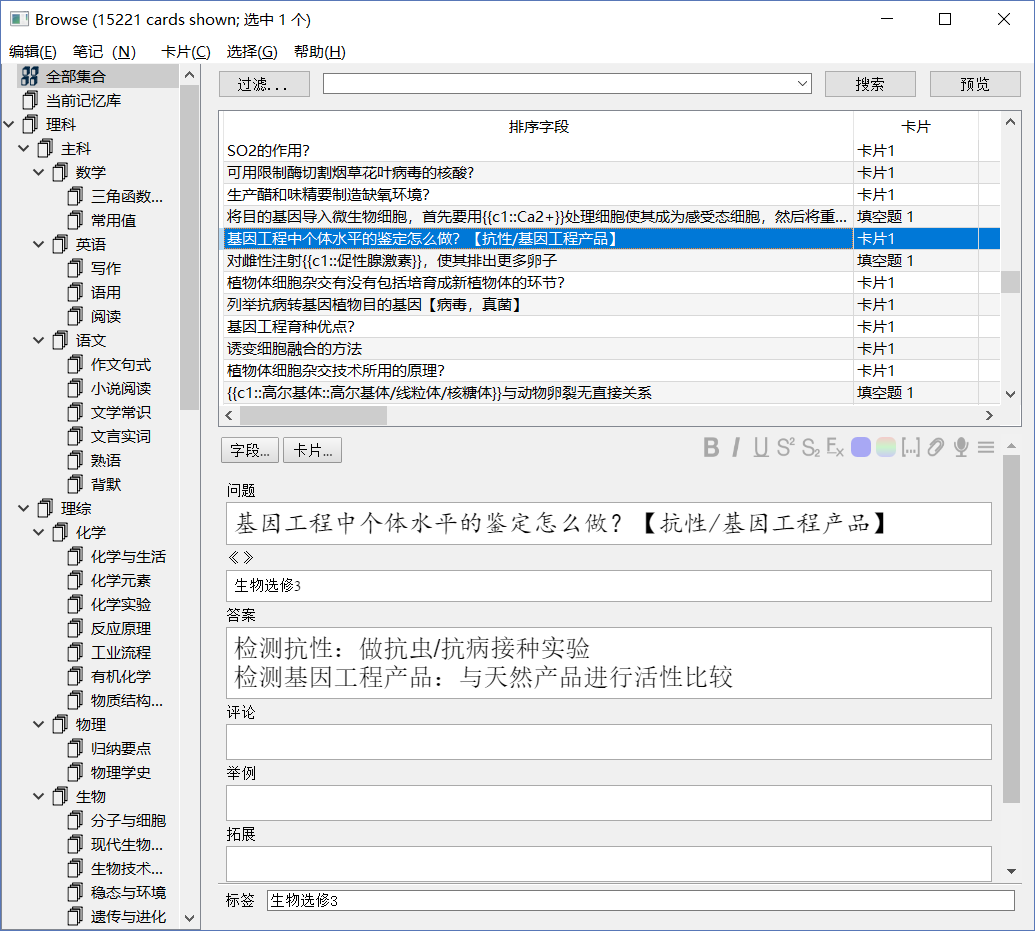 Browse (15221 cards shown; 选中 1 个)
编辑(E) 笔记 (N) 卡片(C) 选择(G) 帮助(H)
全部集合
当前记忆库
理科
主科
数学
三角函数...
常用值
英语
写作
语用
阅读
语文
作文句式
小说阅读
文学常识
文言实词
熟语
背默
理综
化学
化学与生活
化学元素
化学实验
反应原理
工业流程
有机化学
物质结构...
物理
归纳要点
物理学史
生物
分子与细胞
现代生物...
生物技术...
稳态与环境
遗传与进化
过滤... 搜索 预览
排序字段 卡片
SO2的作用? 卡片1
可用限制酶切割烟草花叶病毒的核酸? 卡片1
生产醋和味精要制造缺氧环境? 卡片1
将目的基因导入微生物细胞，首先要用{{c1::Ca2+}}处理细胞使其成为感受态细胞，然后将重... 填空题 1
基因工程中个体水平的鉴定怎么做？【抗性/基因工程产品】 卡片1
对雌性注射{{c1::促性腺激素}}，使其排出更多卵子 填空题 1
植物体细胞杂交有没有包括培育成新植物体的环节? 卡片1
列举抗病转基因植物目的基因【病毒，真菌】 卡片1
基因工程育种优点? 卡片1
诱变细胞融合的方法 卡片1
植物体细胞杂交技术所用的原理? 卡片1
{{c1::高尔基体::高尔基体/线粒体/核糖体}}与动物卵裂无直接关系 填空题 1
字段... 卡片... B I U S² S₂ Ex [...]
问题
基因工程中个体水平的鉴定怎么做？【抗性/基因工程产品】
《》
生物选修3
答案
检测抗性：做抗虫/抗病接种实验
检测基因工程产品：与天然产品进行活性比较
评论
举例
拓展
标签 生物选修3